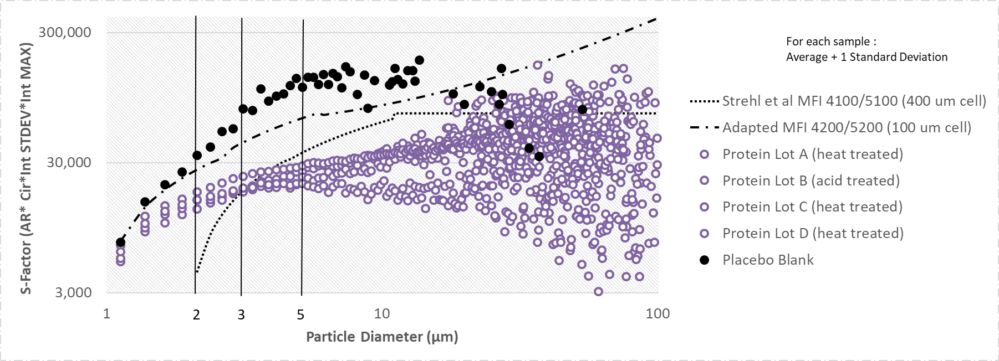 S-Factor (AR* Cir*Int STDEV*Int MAX)
300,000
30,000
3,000
1
2
3
5
10
100
Particle Diameter (µm)
For each sample :
Average + 1 Standard Deviation
Strehl et al MFI 4100/5100 (400 um cell)
Adapted MFI 4200/5200 (100 um cell)
Protein Lot A (heat treated)
Protein Lot B (acid treated)
Protein Lot C (heat treated)
Protein Lot D (heat treated)
Placebo Blank